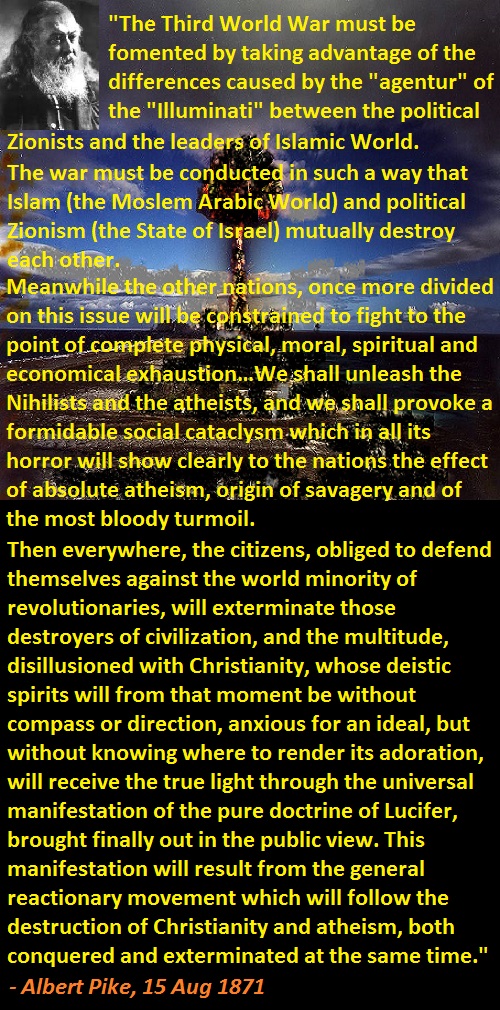 "The Third World War must be
fomented by taking advantage of the
differences caused by the "agentur" of
the "Illuminati" between the political
Zionists and the leaders of Islamic World.
The war must be conducted in such a way that
Islam (the Moslem Arabic World) and political
Zionism (the State of Israel) mutually destroy
each other.
Meanwhile the other nations, once more divided
on this issue will be constrained to fight to the
point of complete physical, moral, spiritual and
economical exhaustion...We shall unleash the
Nihilists and the atheists, and we shall provoke a
formidable social cataclysm which in all its
horror will show clearly to the nations the effect
of absolute atheism, origin of savagery and of
the most bloody turmoil.
Then everywhere, the citizens, obliged to defend
themselves against the world minority of
revolutionaries, will exterminate those
destroyers of civilization, and the multitude,
disillusioned with Christianity, whose deistic
spirits will from that moment be without
compass or direction, anxious for an ideal, but
without knowing where to render its adoration,
will receive the true light through the universal
manifestation of the pure doctrine of Lucifer,
brought finally out in the public view. This
manifestation will result from the general
reactionary movement which will follow the
destruction of Christianity and atheism, both
conquered and exterminated at the same time."
- Albert Pike, 15 Aug 1871